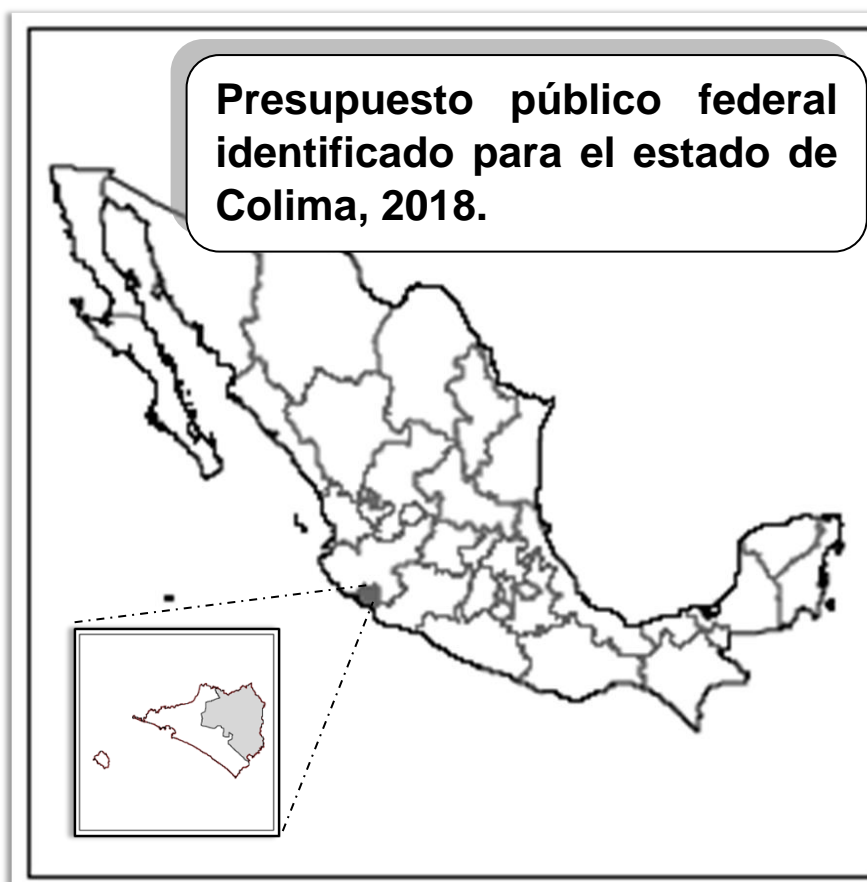 Presupuesto público federal
identificado para el estado de
Colima, 2018.